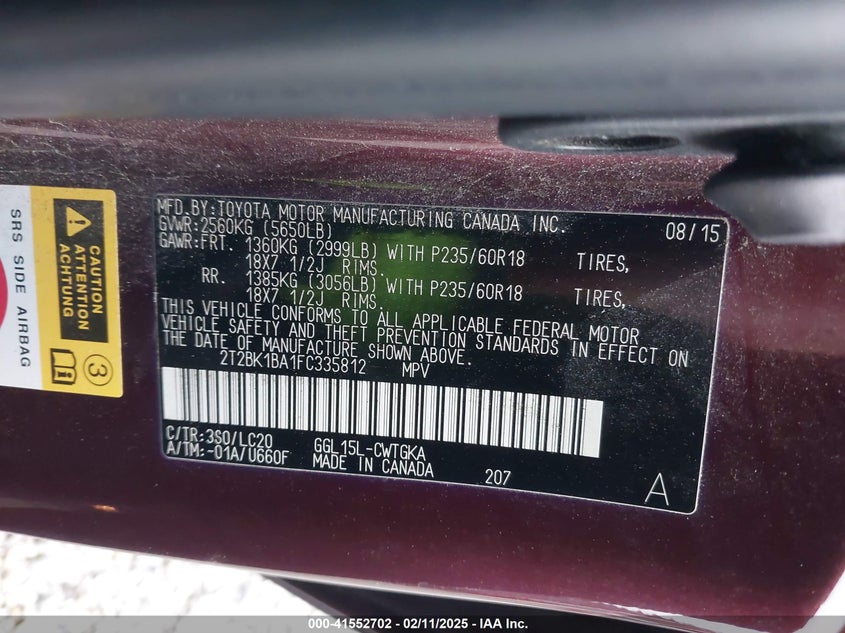 SRS SIDE AIRBAG
CAUTION
ATTENTION
ACHTUNG
3
MFD.BY:TOYOTA MOTOR MANUFACTURING CANADA INC. 08/15
GVWR:2560KG (5650LB)
GAWR:FRT. 1360KG (2999LB) WITH P235/60R18 TIRES,
18X7 1/2J RIMS.
RR. 1385KG (3056LB) WITH P235/60R18 TIRES,
18X7 1/2J RIMS.
THIS VEHICLE CONFORMS TO ALL APPLICABLE FEDERAL MOTOR
VEHICLE SAFETY AND THEFT PREVENTION STANDARDS IN EFFECT ON
THE DATE OF MANUFACTURE SHOWN ABOVE.
2T2BK1BA1FC335812 MPV
C/TR:3S0/LC20 GGL15L-CWTGKA
A/TM:-01A/U660F MADE IN CANADA 207 A
000-41552702 - 02/11/2025 - IAA Inc.